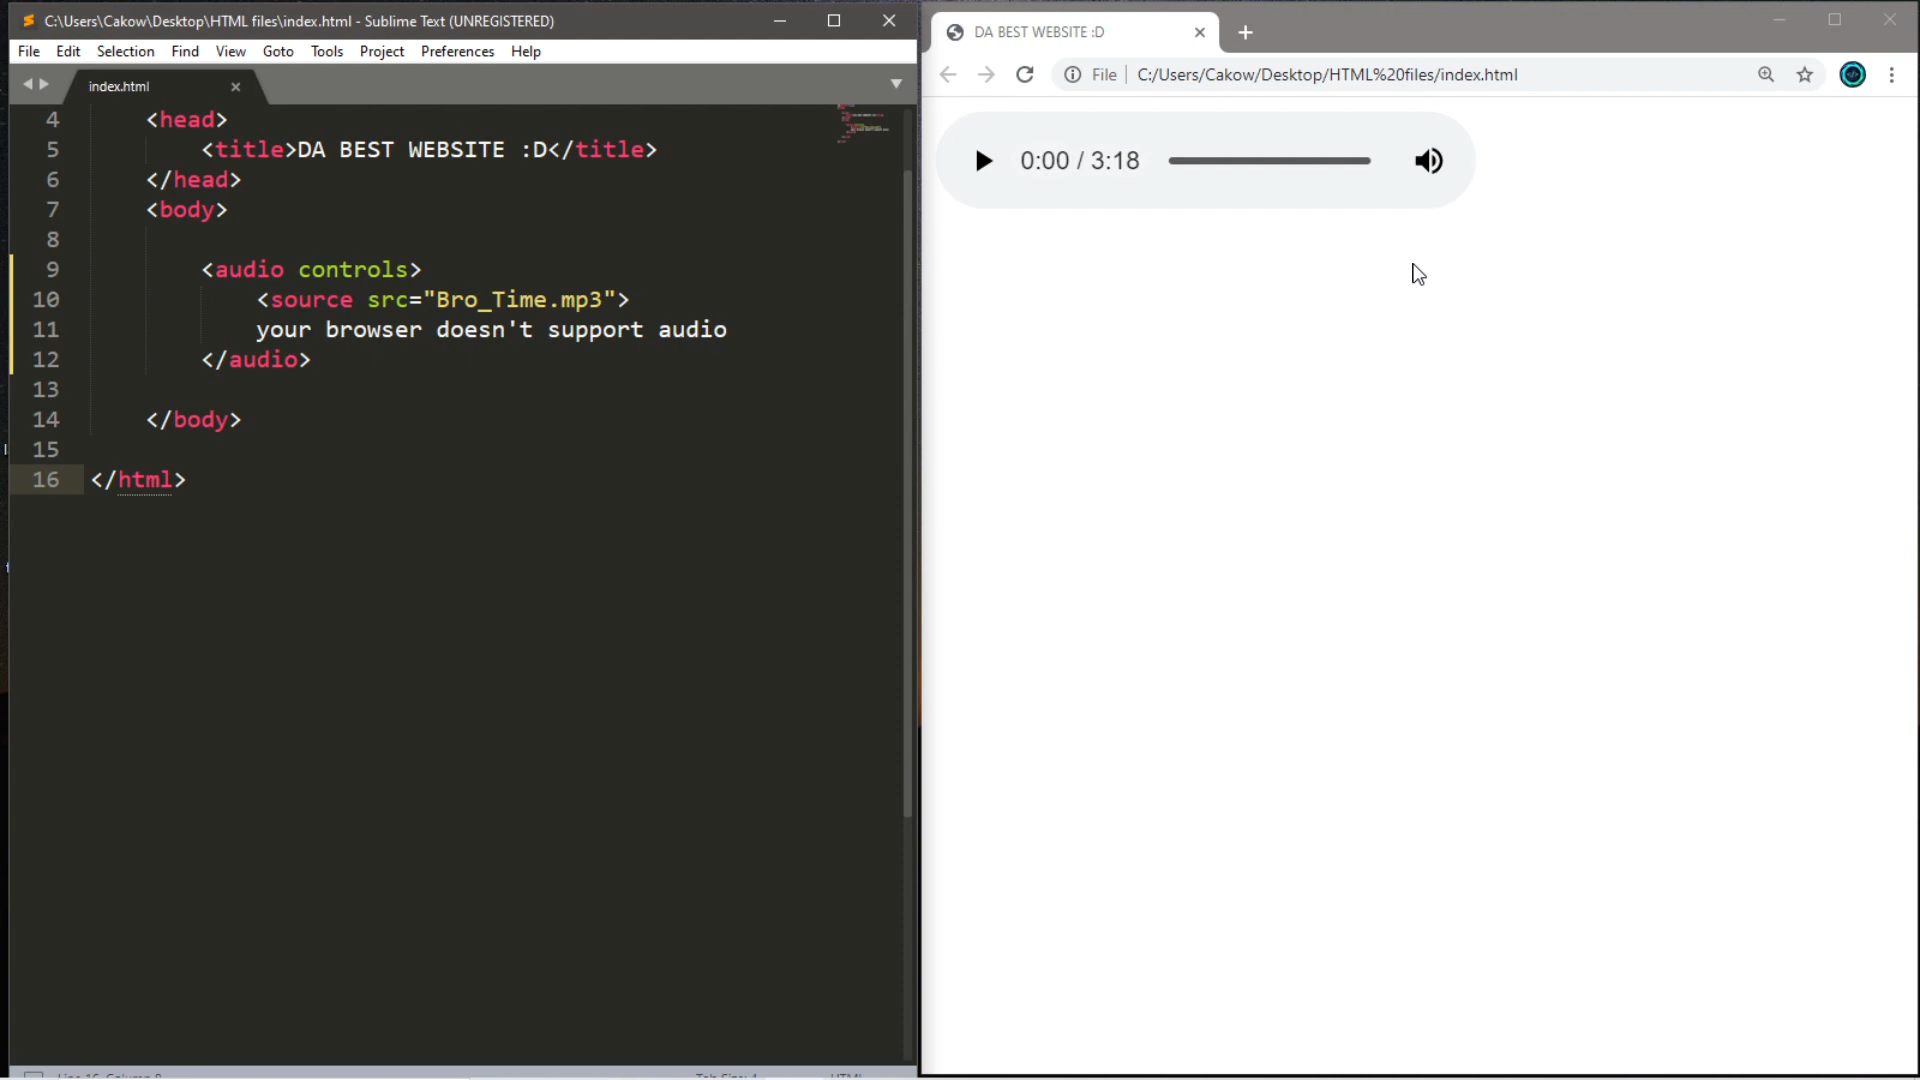 C:\Users\Cakow\Desktop\HTML files\index.html - Sublime Text (UNREGISTERED)
File Edit Selection Find View Goto Tools Project Preferences Help
index.html
4 <head>
5 <title>DA BEST WEBSITE :D</title>
6 </head>
7 <body>
8
9 <audio controls>
10 <source src="Bro_Time.mp3">
11 your browser doesn't support audio
12 </audio>
13
14 </body>
15
16 </html>
DA BEST WEBSITE :D
File C:/Users/Cakow/Desktop/HTML%20files/index.html
0:00 / 3:18